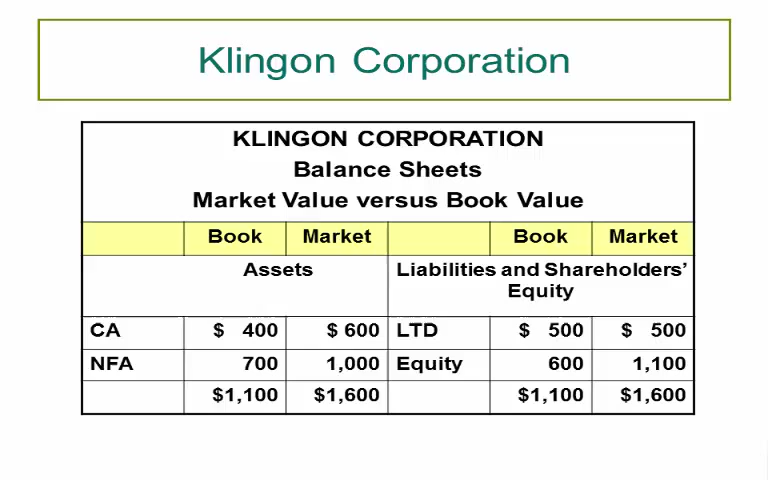 Klingon Corporation
KLINGON CORPORATION
Balance Sheets
Market Value versus Book Value
Book Market Book Market
Assets Liabilities and Shareholders’
Equity
CA $ 400 $ 600 LTD $ 500 $ 500
NFA 700 1,000 Equity 600 1,100
$1,100 $1,600 $1,100 $1,600